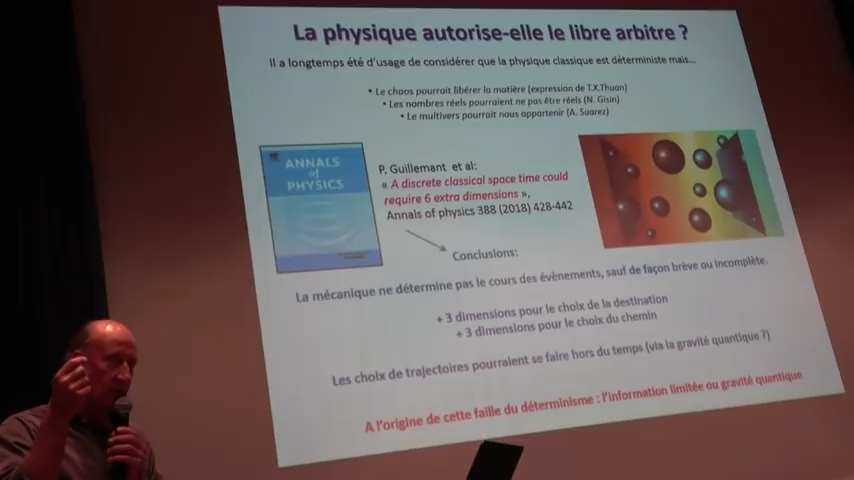 La physique autorise-elle le libre arbitre ?
Il a longtemps été d'usage de considérer que la physique classique est déterministe mais...
• Le chaos pourrait libérer la matière (expression de T.X.Thuan)
• Les nombres réels pourraient ne pas être réels (N. Gisin)
• Le multivers pourrait nous appartenir (A. Suarez)
ANNALS
of
PHYSICS
P. Guillemant et al:
« A discrete classical space time could
require 6 extra dimensions »,
Annals of physics 388 (2018) 428-442
Conclusions:
La mécanique ne détermine pas le cours des évènements, sauf de façon brève ou incomplète.
+ 3 dimensions pour le choix de la destination
+ 3 dimensions pour le choix du chemin
Les choix de trajectoires pourraient se faire hors du temps (via la gravité quantique ?)
A l'origine de cette faille du déterminisme : l'information limitée ou gravité quantique